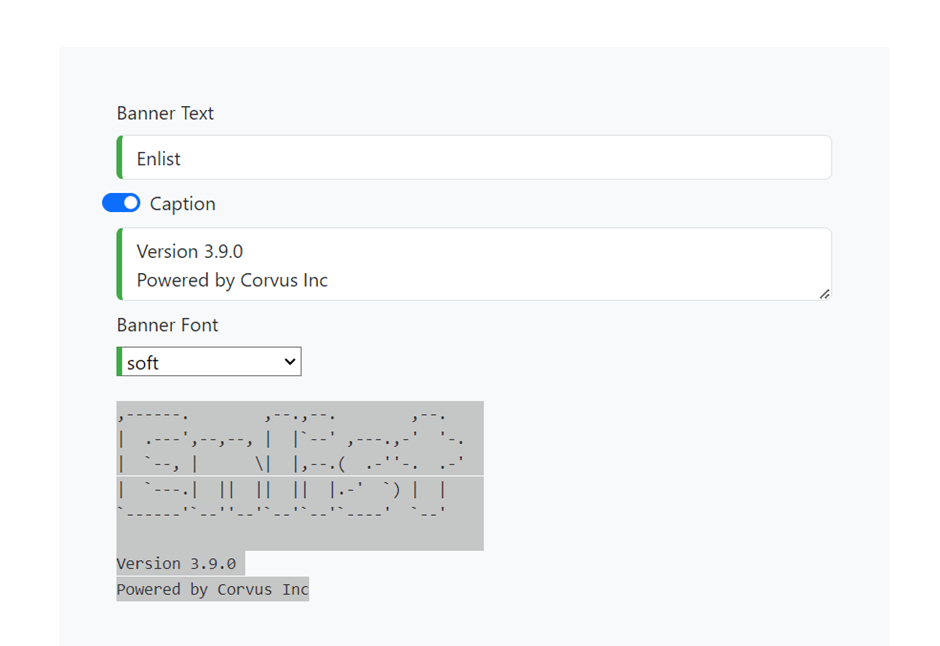 Banner Text
Enlist
Caption
Version 3.9.0
Powered by Corvus Inc
Banner Font
soft
,------.        ,--.,--.        ,--.
|  .---',--,--, |  |`--' ,---.,-'  '-.
|  `--, |      \|  |,--.(  .-''-.  .-'
|  `---.|  ||  ||  ||  |.-'  `) |  |
`------'`--''--'`--'`--'`----'  `--'
Version 3.9.0
Powered by Corvus Inc